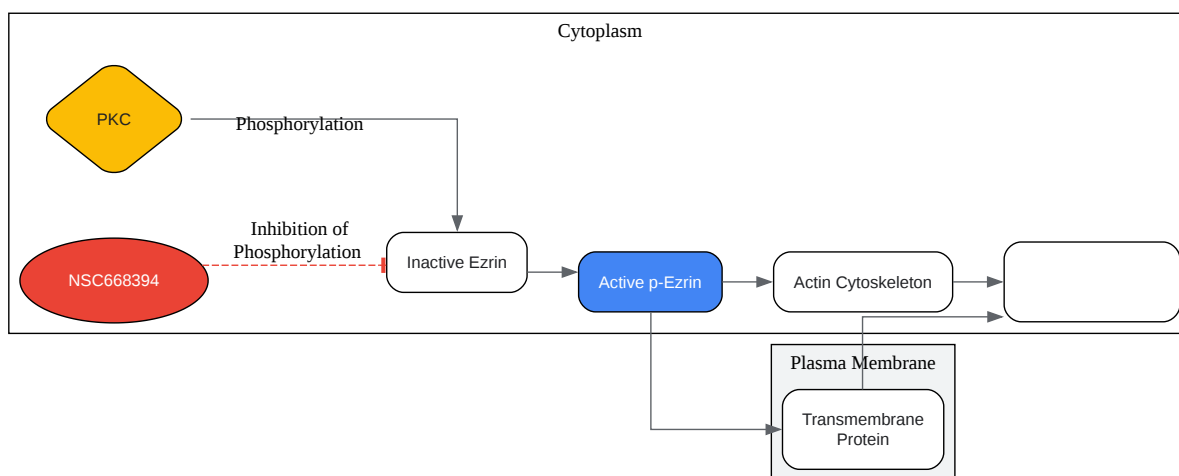 Cytoplasm
PKC
Phosphorylation
Inhibition of
Phosphorylation
NSC668394
Inactive Ezrin
Active p-Ezrin
Actin Cytoskeleton
Plasma Membrane
Transmembrane
Protein